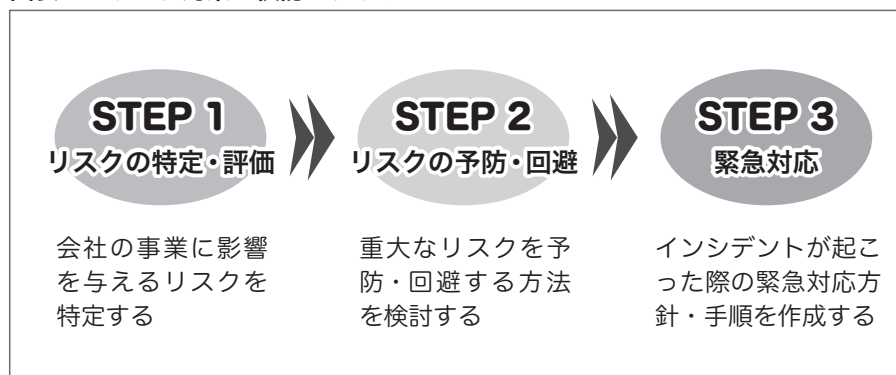 STEP 1
リスクの特定・評価
STEP 2
リスクの予防・回避
STEP 3
緊急対応
会社の事業に影響
を与えるリスクを
特定する
重大なリスクを予
防・回避する方法
を検討する
インシデントが起こ
った際の緊急対応方
針・手順を作成する